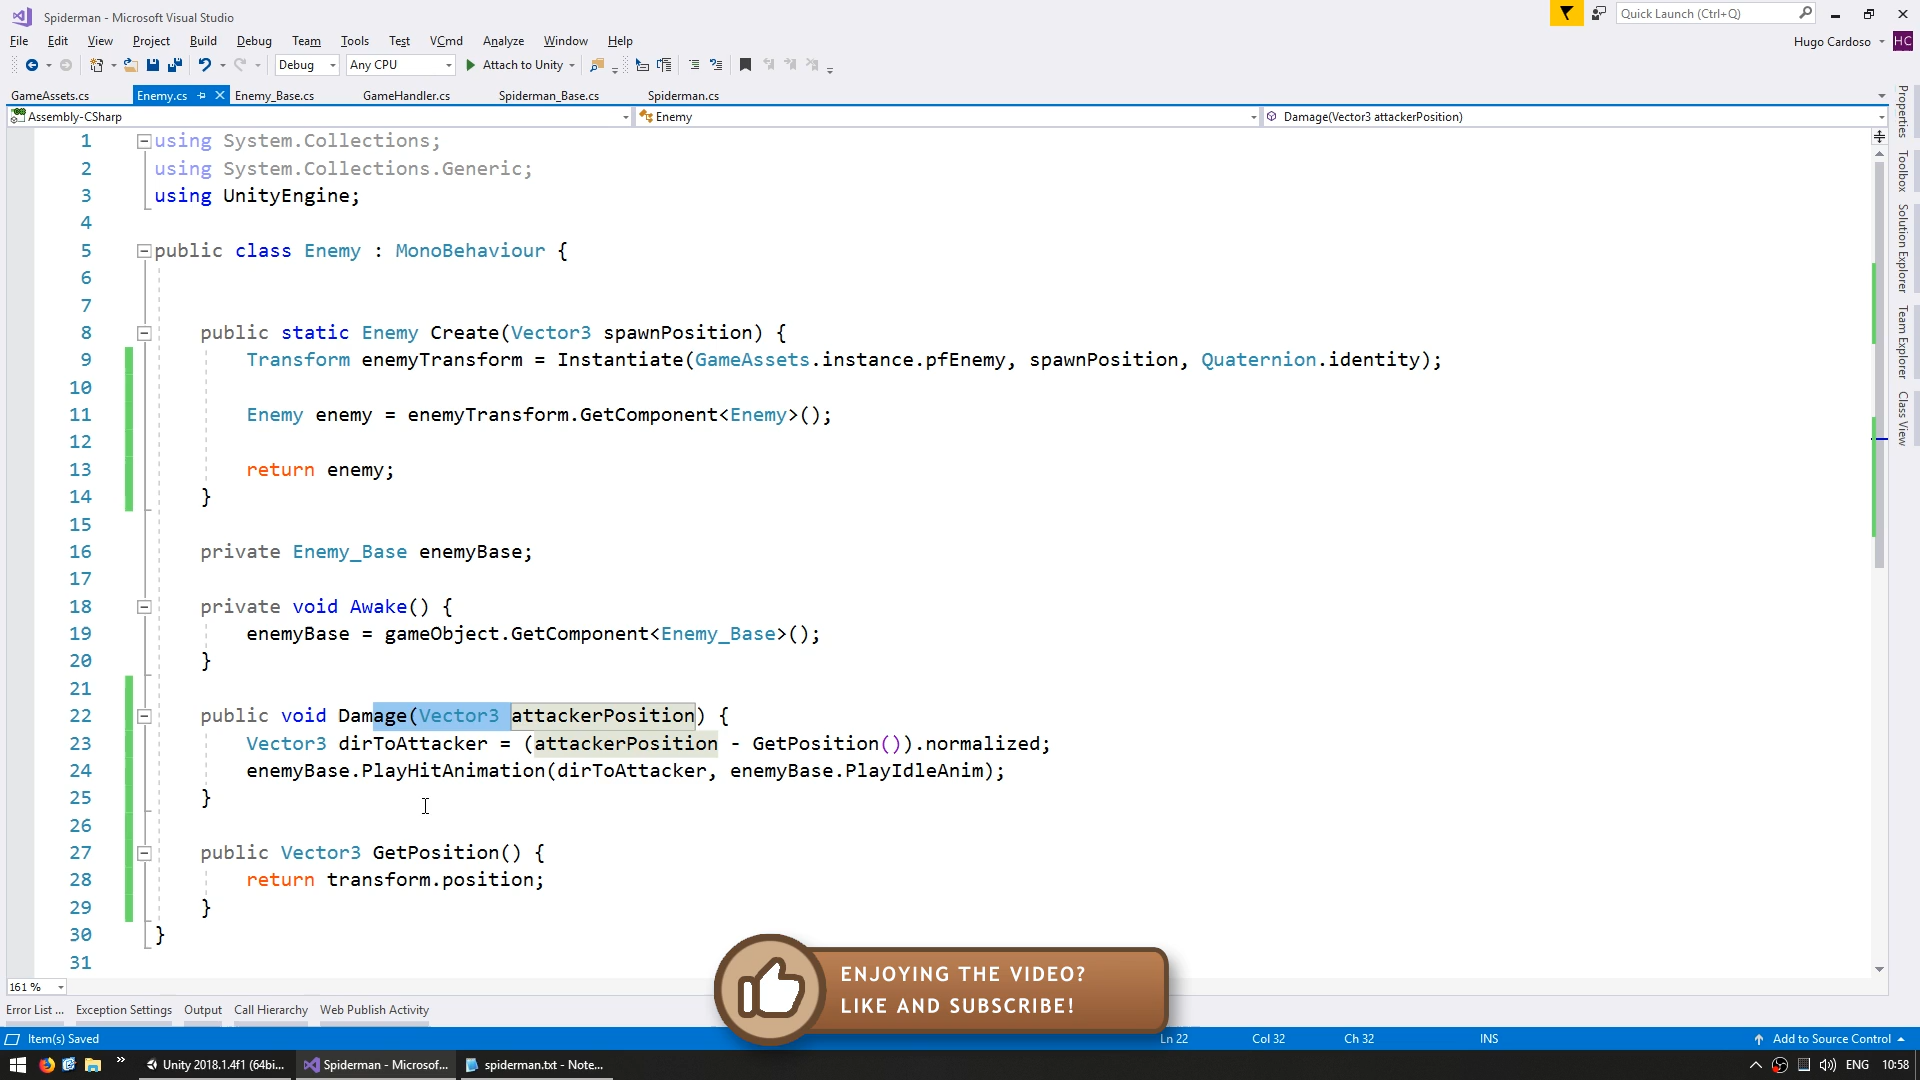 Spiderman - Microsoft Visual Studio
Quick Launch (Ctrl+Q)
File Edit View Project Build Debug Team Tools Test VCmd Analyze Window Help
Hugo Cardoso HC
Debug Any CPU Attach to Unity
GameAssets.cs Enemy.cs Enemy_Base.cs GameHandler.cs Spiderman_Base.cs Spiderman.cs
Assembly-CSharp Enemy Damage(Vector3 attackerPosition)
1 using System.Collections;
2 using System.Collections.Generic;
3 using UnityEngine;
4
5 public class Enemy : MonoBehaviour {
6
7
8 public static Enemy Create(Vector3 spawnPosition) {
9 Transform enemyTransform = Instantiate(GameAssets.instance.pfEnemy, spawnPosition, Quaternion.identity);
10
11 Enemy enemy = enemyTransform.GetComponent<Enemy>();
12
13 return enemy;
14 }
15
16 private Enemy_Base enemyBase;
17
18 private void Awake() {
19 enemyBase = gameObject.GetComponent<Enemy_Base>();
20 }
21
22 public void Damage(Vector3 attackerPosition) {
23 Vector3 dirToAttacker = (attackerPosition - GetPosition()).normalized;
24 enemyBase.PlayHitAnimation(dirToAttacker, enemyBase.PlayIdleAnim);
25 }
26
27 public Vector3 GetPosition() {
28 return transform.position;
29 }
30 }
31
Properties
Toolbox
Solution Explorer
Team Explorer
Class View
ENJOYING THE VIDEO?
LIKE AND SUBSCRIBE!
161 %
Error List ... Exception Settings Output Call Hierarchy Web Publish Activity
Item(s) Saved Ln 22 Col 32 Ch 32 INS Add to Source Control
Unity 2018.1.4f1 (64bi... Spiderman - Microsof... spiderman.txt - Note... ENG 10:58